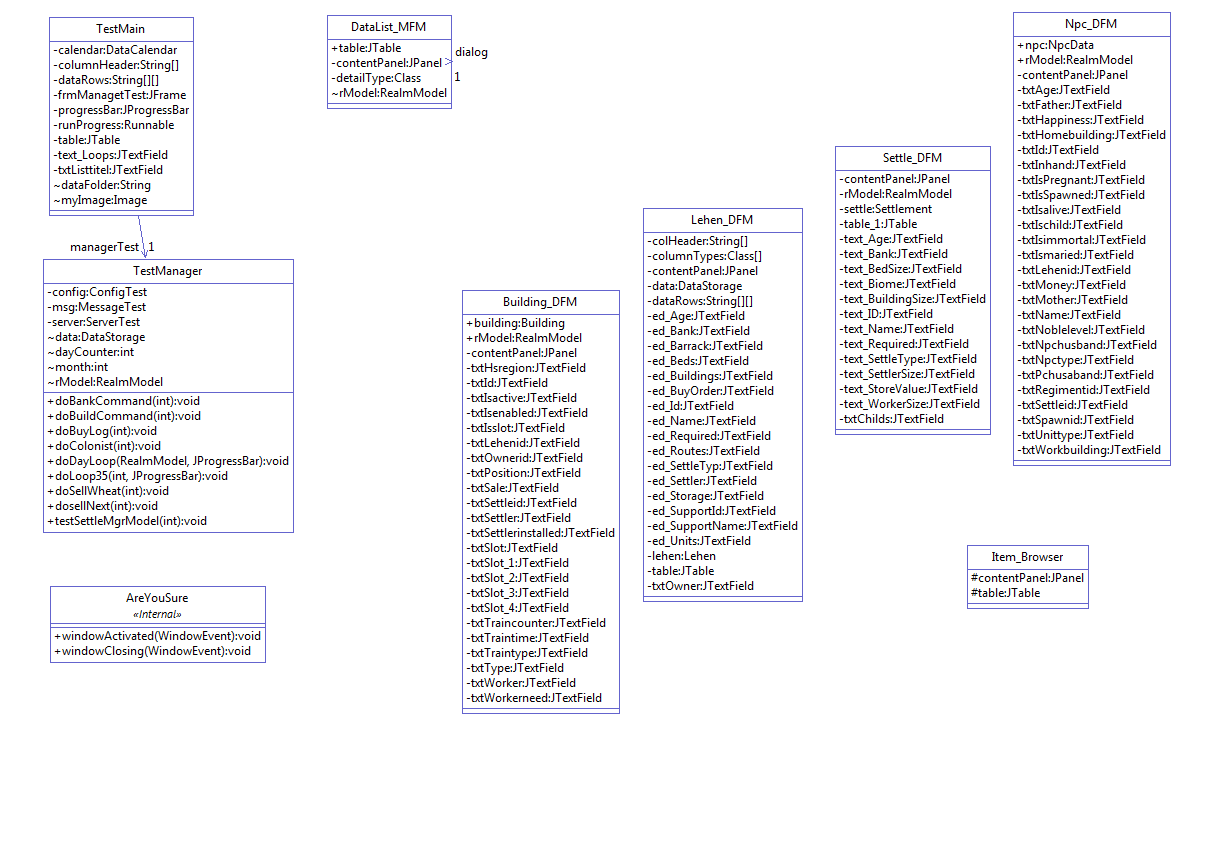 TestMain
-calendar:DataCalendar
-columnHeader:String[]
-dataRows:String[][]
-frmManagetTest:JFrame
-progressBar:JProgressBar
-runProgress:Runnable
-table:JTable
-text_Loops:JTextField
-txtListtitel:JTextField
~dataFolder:String
~myImage:Image
managerTest
1
TestManager
-config:ConfigTest
-msg:MessageTest
-server:ServerTest
~data:DataStorage
~dayCounter:int
~month:int
~rModel:RealmModel
+doBankCommand(int):void
+doBuildCommand(int):void
+doBuyLog(int):void
+doColonist(int):void
+doDayLoop(RealmModel, JProgressBar):void
+doLoop35(int, JProgressBar):void
+doSellWheat(int):void
+dosellNext(int):void
+testSettleMgrModel(int):void
AreYouSure
«Internal»
+windowActivated(WindowEvent):void
+windowClosing(WindowEvent):void
DataList_MFM
+table:JTable
-contentPanel:JPanel
-detailType:Class
~rModel:RealmModel
dialog
1
Building_DFM
+building:Building
+rModel:RealmModel
-contentPanel:JPanel
-txtHsregion:JTextField
-txtId:JTextField
-txtIsactive:JTextField
-txtIsenabled:JTextField
-txtIsslot:JTextField
-txtLehenid:JTextField
-txtOwnerid:JTextField
-txtPosition:JTextField
-txtSale:JTextField
-txtSettleid:JTextField
-txtSettler:JTextField
-txtSettlerinstalled:JTextField
-txtSlot:JTextField
-txtSlot_1:JTextField
-txtSlot_2:JTextField
-txtSlot_3:JTextField
-txtSlot_4:JTextField
-txtTraincounter:JTextField
-txtTraintime:JTextField
-txtTraintype:JTextField
-txtType:JTextField
-txtWorker:JTextField
-txtWorkerneed:JTextField
Lehen_DFM
-colHeader:String[]
-columnTypes:Class[]
-contentPanel:JPanel
-data:DataStorage
-dataRows:String[][]
-ed_Age:JTextField
-ed_Bank:JTextField
-ed_Barrack:JTextField
-ed_Beds:JTextField
-ed_Buildings:JTextField
-ed_BuyOrder:JTextField
-ed_Id:JTextField
-ed_Name:JTextField
-ed_Required:JTextField
-ed_Routes:JTextField
-ed_SettleTyp:JTextField
-ed_Settler:JTextField
-ed_Storage:JTextField
-ed_SupportId:JTextField
-ed_SupportName:JTextField
-ed_Units:JTextField
-lehen:Lehen
-table:JTable
-txtOwner:JTextField
Settle_DFM
-contentPanel:JPanel
-rModel:RealmModel
-settle:Settlement
-table_1:JTable
-text_Age:JTextField
-text_Bank:JTextField
-text_BedSize:JTextField
-text_Biome:JTextField
-text_BuildingSize:JTextField
-text_ID:JTextField
-text_Name:JTextField
-text_Required:JTextField
-text_SettleType:JTextField
-text_SettlerSize:JTextField
-text_StoreValue:JTextField
-text_WorkerSize:JTextField
-txtChilds:JTextField
Npc_DFM
+npc:NpcData
+rModel:RealmModel
-contentPanel:JPanel
-txtAge:JTextField
-txtFather:JTextField
-txtHappiness:JTextField
-txtHomebuilding:JTextField
-txtId:JTextField
-txtInhand:JTextField
-txtIsPregnant:JTextField
-txtIsSpawned:JTextField
-txtIsalive:JTextField
-txtIschild:JTextField
-txtIsimmortal:JTextField
-txtIsmaried:JTextField
-txtLehenid:JTextField
-txtMoney:JTextField
-txtMother:JTextField
-txtName:JTextField
-txtNoblelevel:JTextField
-txtNpchusband:JTextField
-txtNpctype:JTextField
-txtPchusaband:JTextField
-txtRegimentid:JTextField
-txtSettleid:JTextField
-txtSpawnid:JTextField
-txtUnittype:JTextField
-txtWorkbuilding:JTextField
Item_Browser
#contentPanel:JPanel
#table:JTable